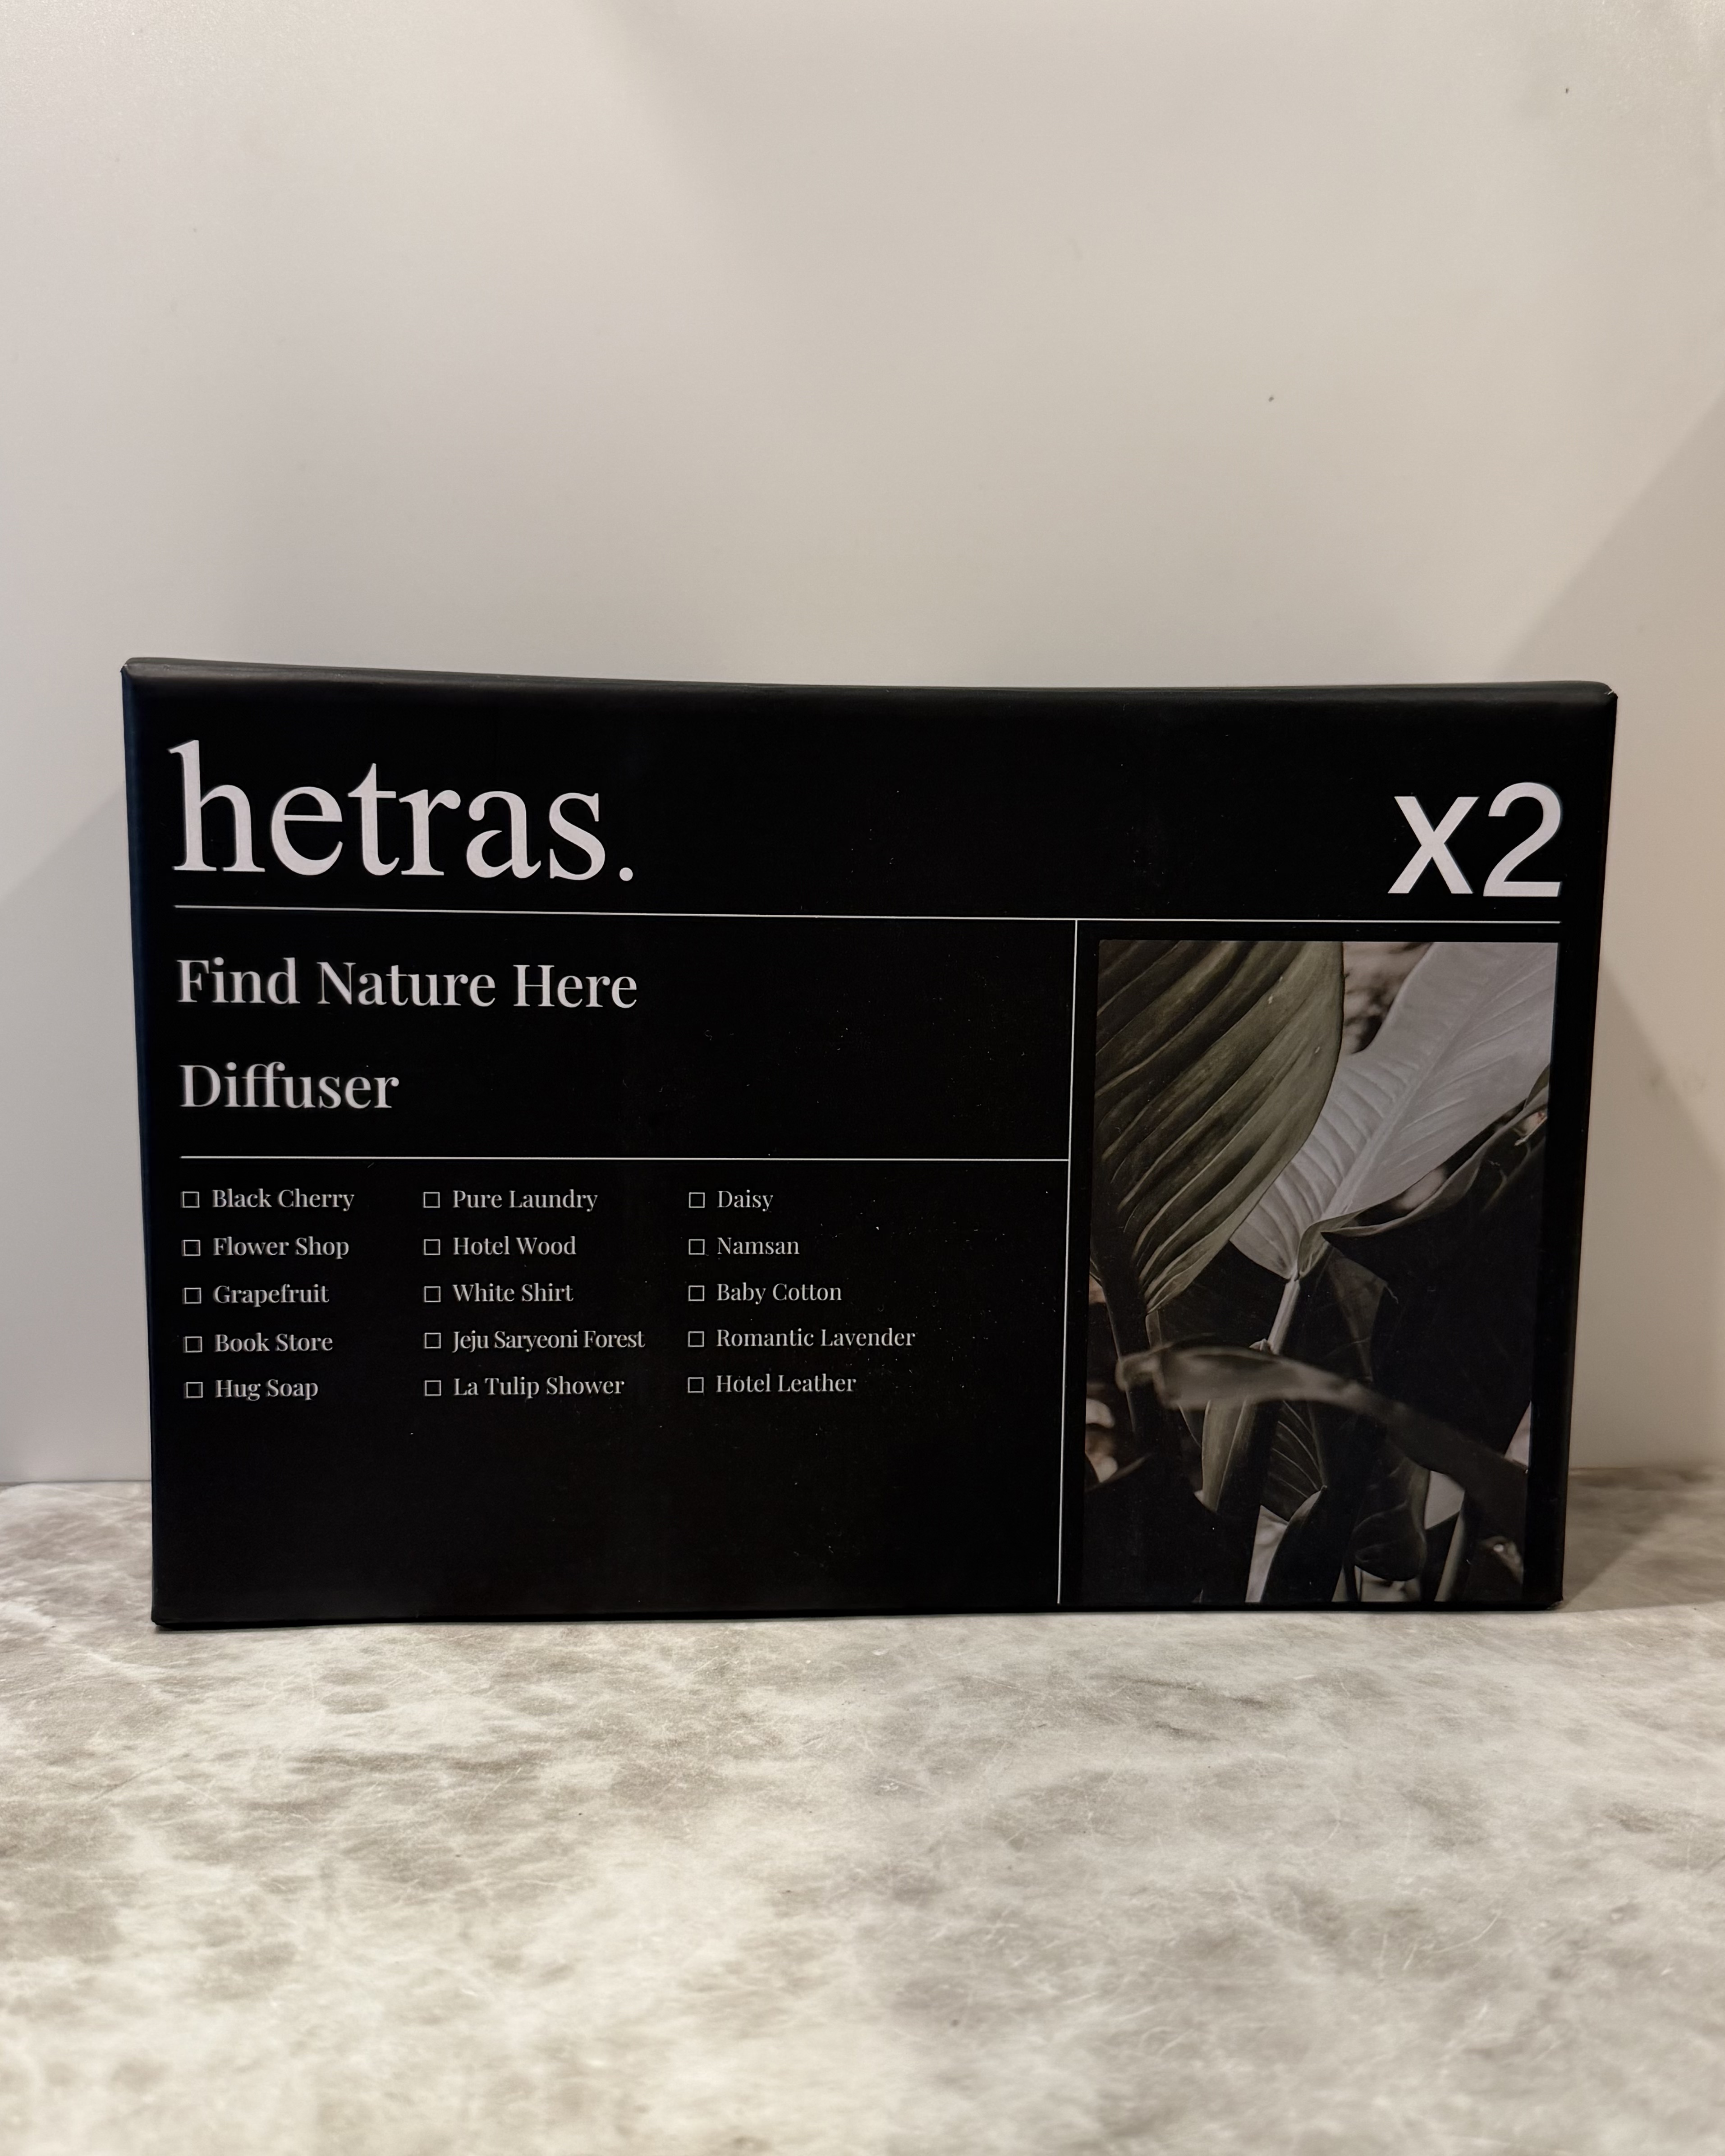 hetras.
x2
Find Nature Here
Diffuser
☐ Black Cherry
☐ Flower Shop
☐ Grapefruit
☐ Book Store
☐ Hug Soap
☐ Pure Laundry
☐ Hotel Wood
☐ White Shirt
☐ Jeju Saryeoni Forest
☐ La Tulip Shower
☐ Daisy
☐ Namsan
☐ Baby Cotton
☐ Romantic Lavender
☐ Hotel Leather